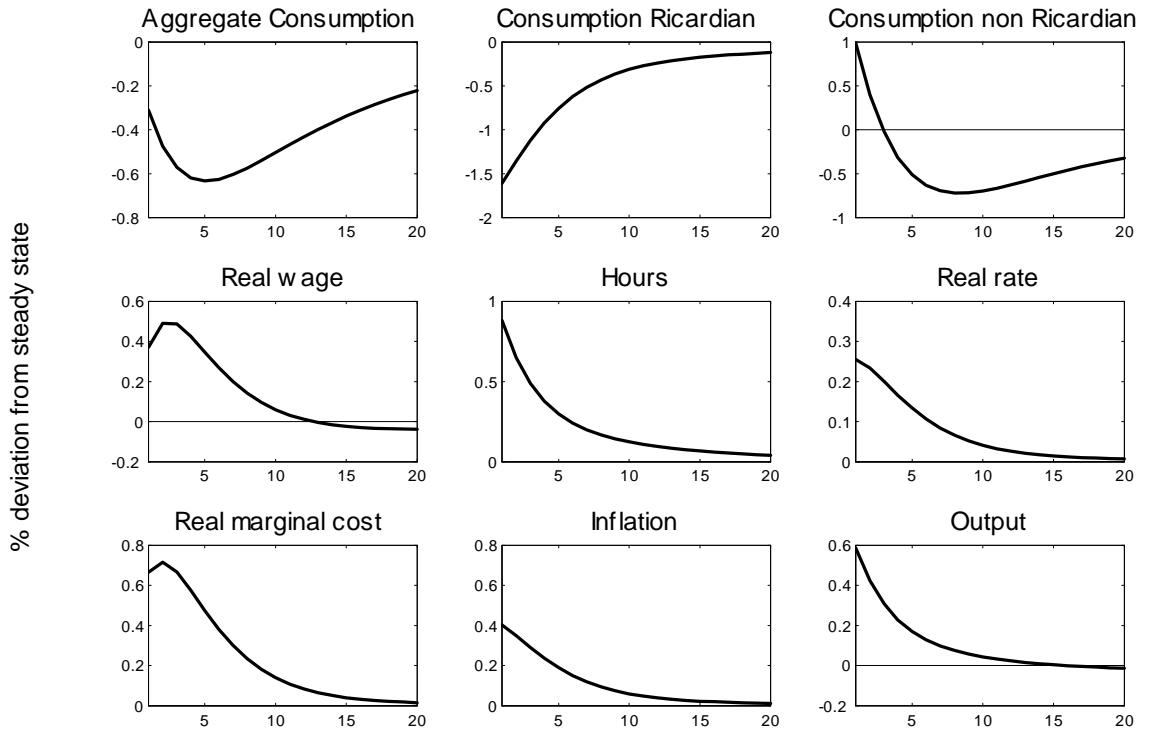 Aggregate Consumption
0
-0.2
-0.4
-0.6
-0.8
5 10 15 20
Consumption Ricardian
0
-0.5
-1
-1.5
-2
5 10 15 20
Consumption non Ricardian
1
0.5
0
-0.5
-1
5 10 15 20
% deviation from steady state
Real wage
0.6
0.4
0.2
0
-0.2
5 10 15 20
Hours
1
0.5
0
5 10 15 20
Real rate
0.4
0.3
0.2
0.1
0
5 10 15 20
Real marginal cost
0.8
0.6
0.4
0.2
0
5 10 15 20
Inflation
0.8
0.6
0.4
0.2
0
5 10 15 20
Output
0.6
0.4
0.2
0
-0.2
5 10 15 20